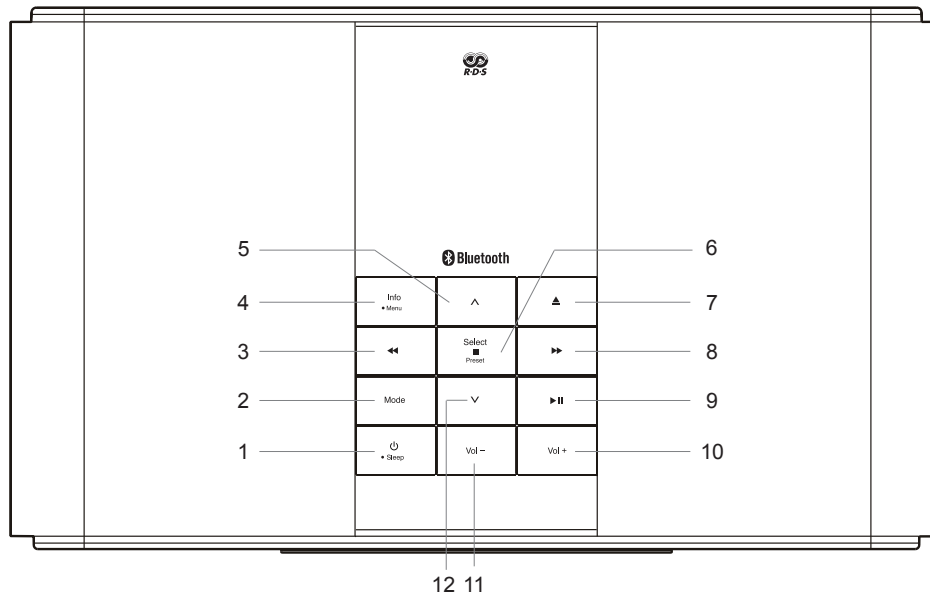 R·D·S
Bluetooth
5
6
4
Info
• Menu
7
3
Select
Preset
8
2
Mode
9
1
• Sleep
Vol −
Vol +
10
12 11